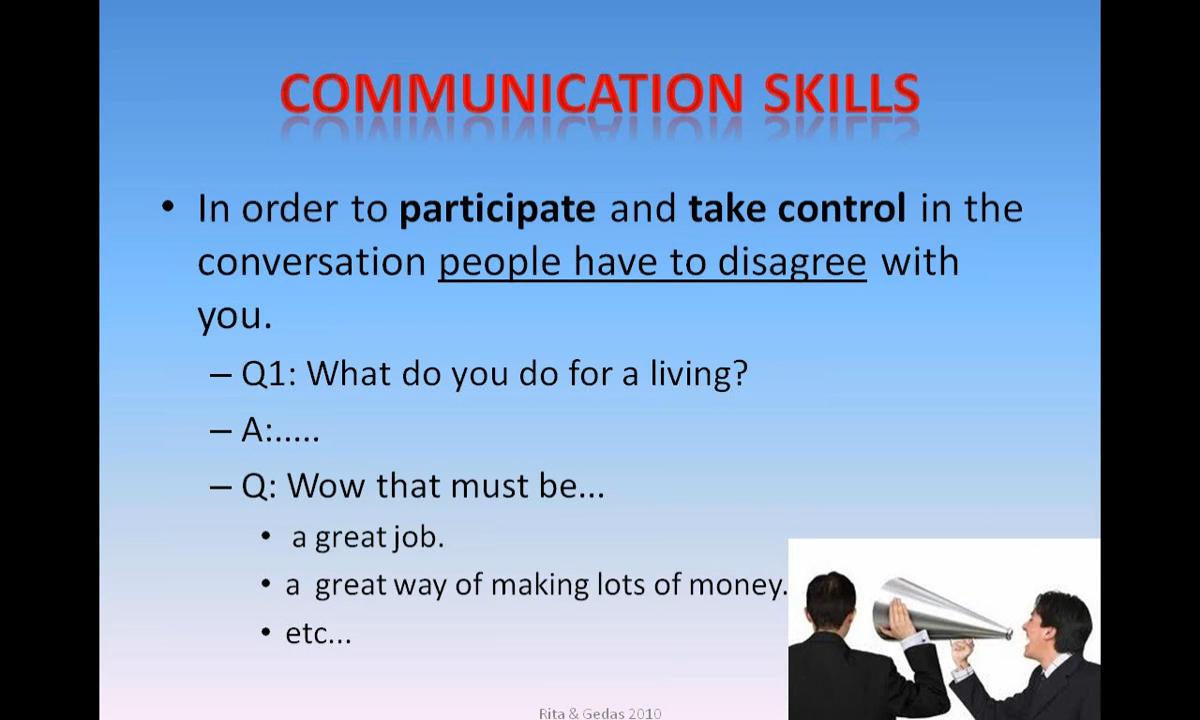 COMMUNICATION SKILLS
• In order to participate and take control in the
conversation people have to disagree with
you.
– Q1: What do you do for a living?
– A:.....
– Q: Wow that must be...
• a great job.
• a  great way of making lots of money.
• etc...
Rita & Gedas 2010